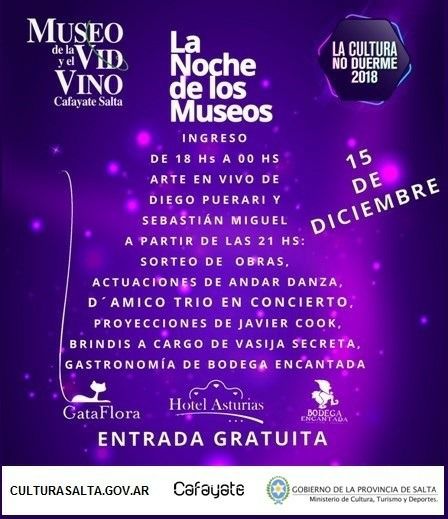 MUSEO
de la VID
y el
VINO
Cafayate Salta
La
Noche
de los
Museos
LA CULTURA
NO DUERME
2018
INGRESO
DE 18 Hs A 00 HS
ARTE EN VIVO DE
DIEGO PUERARI Y
SEBASTIÁN MIGUEL
15
DE
DICIEMBRE
A PARTIR DE LAS 21 HS:
SORTEO DE OBRAS,
ACTUACIONES DE ANDAR DANZA,
D´AMICO TRIO EN CONCIERTO,
PROYECCIONES DE JAVIER COOK,
BRINDIS A CARGO DE VASIJA SECRETA,
GASTRONOMÍA DE BODEGA ENCANTADA
GataFlora
Hotel Asturias
BODEGA
ENCANTADA
ENTRADA GRATUITA
CULTURASALTA.GOV.AR
Cafayate
GOBIERNO DE LA PROVINCIA DE SALTA
Ministerio de Cultura, Turismo y Deportes.